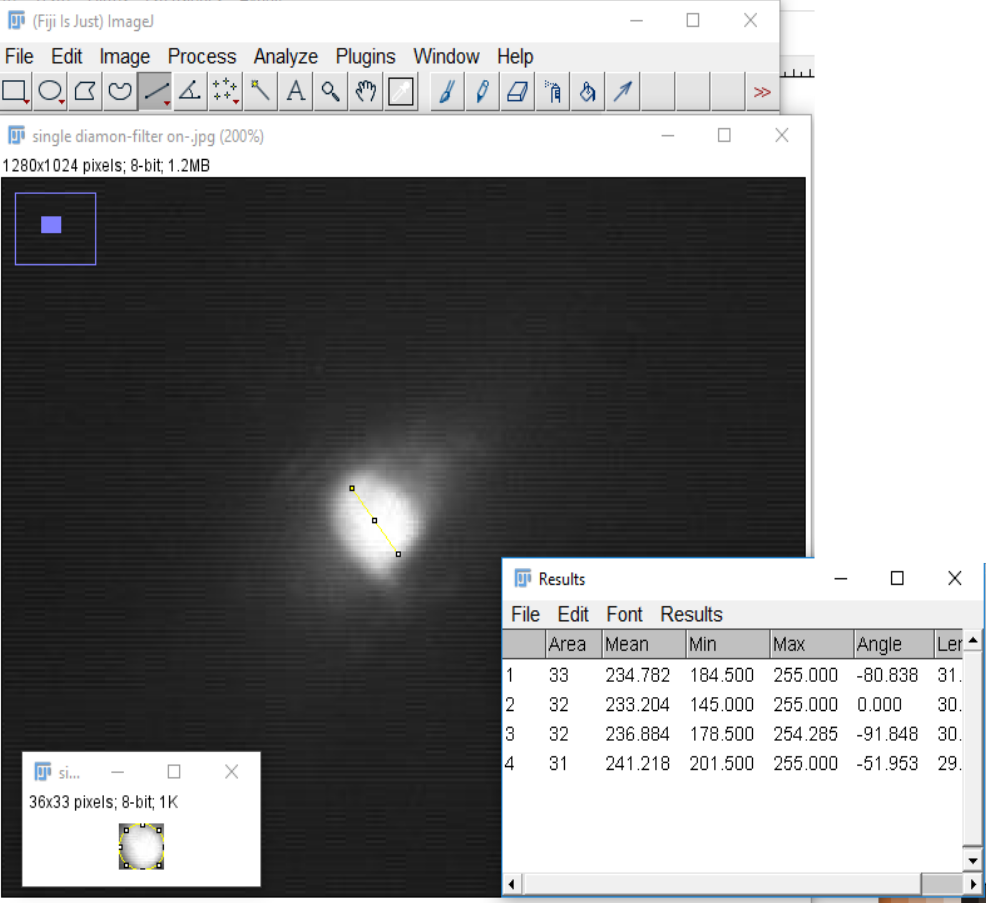 (Fiji Is Just) ImageJ
File Edit Image Process Analyze Plugins Window Help
A >>
single diamon-filter on-.jpg (200%)
1280x1024 pixels; 8-bit; 1.2MB
Results
File Edit Font Results
Area Mean Min Max Angle Ler
1 33 234.782 184.500 255.000 -80.838 31.
2 32 233.204 145.000 255.000 0.000 30.
3 32 236.884 178.500 254.285 -91.848 30.
4 31 241.218 201.500 255.000 -51.953 29.
si...
36x33 pixels; 8-bit; 1K